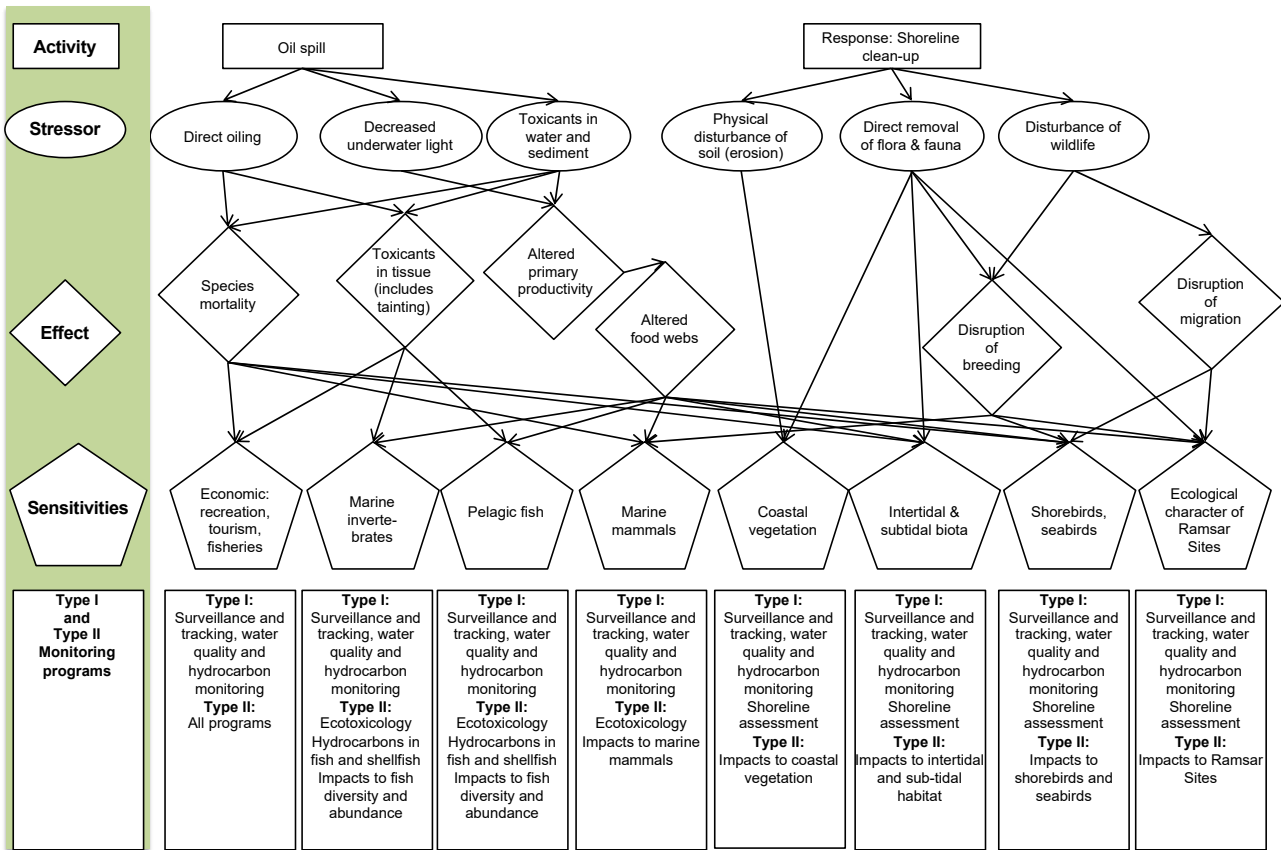 Activity
Oil spill
Response: Shoreline
clean-up
Stressor
Direct oiling
Decreased
underwater light
Toxicants in
water and
sediment
Physical
disturbance of
soil (erosion)
Direct removal
of flora & fauna
Disturbance of
wildlife
Effect
Species
mortality
Toxicants
in tissue
(includes
tainting)
Altered
primary
productivity
Altered
food webs
Disruption
of
breeding
Disruption
of
migration
Sensitivities
Economic:
recreation,
tourism,
fisheries
Marine
inverte-
brates
Pelagic fish
Marine
mammals
Coastal
vegetation
Intertidal &
subtidal biota
Shorebirds,
seabirds
Ecological
character of
Ramsar
Sites
Type I
and
Type II
Monitoring
programs
Type I:
Surveillance and
tracking, water
quality and
hydrocarbon
monitoring
Type II:
All programs
Type I:
Surveillance and
tracking, water
quality and
hydrocarbon
monitoring
Type II:
Ecotoxicology
Hydrocarbons in
fish and shellfish
Impacts to fish
diversity and
abundance
Type I:
Surveillance and
tracking, water
quality and
hydrocarbon
monitoring
Type II:
Ecotoxicology
Hydrocarbons in
fish and shellfish
Impacts to fish
diversity and
abundance
Type I:
Surveillance and
tracking, water
quality and
hydrocarbon
monitoring
Type II:
Ecotoxicology
Impacts to marine
mammals
Type I:
Surveillance and
tracking, water
quality and
hydrocarbon
monitoring
Shoreline
assessment
Type II:
Impacts to coastal
vegetation
Type I:
Surveillance and
tracking, water
quality and
hydrocarbon
monitoring
Shoreline
assessment
Type II:
Impacts to intertidal
and sub-tidal
habitat
Type I:
Surveillance and
tracking, water
quality and
hydrocarbon
monitoring
Shoreline
assessment
Type II:
Impacts to
shorebirds and
seabirds
Type I:
Surveillance and
tracking, water
quality and
hydrocarbon
monitoring
Shoreline
assessment
Type II:
Impacts to Ramsar
Sites